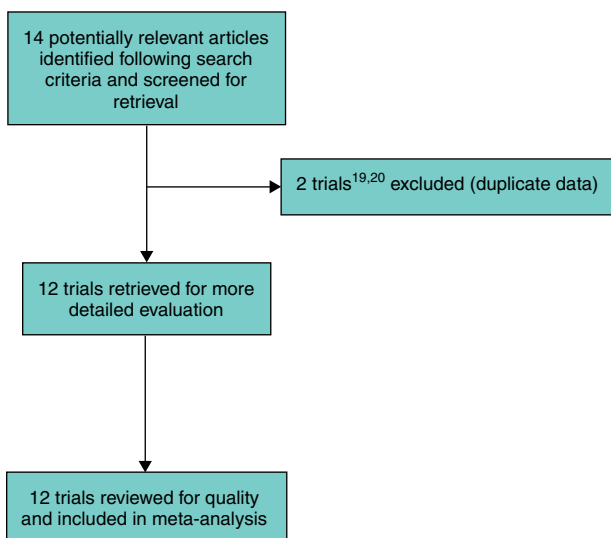 14 potentially relevant articles
identified following search
criteria and screened for
retrieval
2 trials19,20 excluded (duplicate data)
12 trials retrieved for more
detailed evaluation
12 trials reviewed for quality
and included in meta-analysis